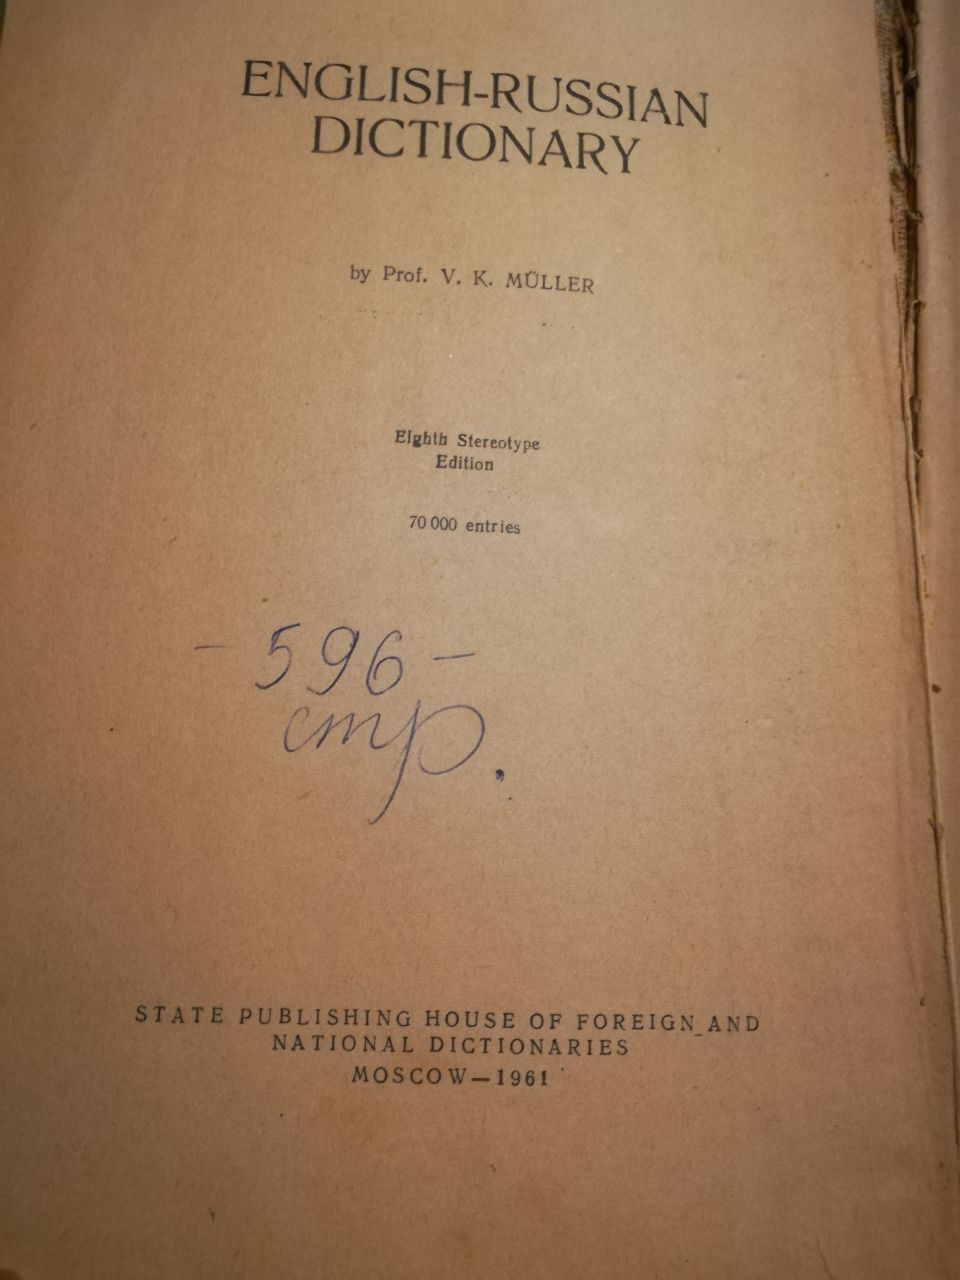 ENGLISH-RUSSIAN
DICTIONARY
by Prof. V. K. MÜLLER
Eighth Stereotype
Edition
70 000 entries
- 596 -
стр.
STATE PUBLISHING HOUSE OF FOREIGN AND
NATIONAL DICTIONARIES
MOSCOW—1961